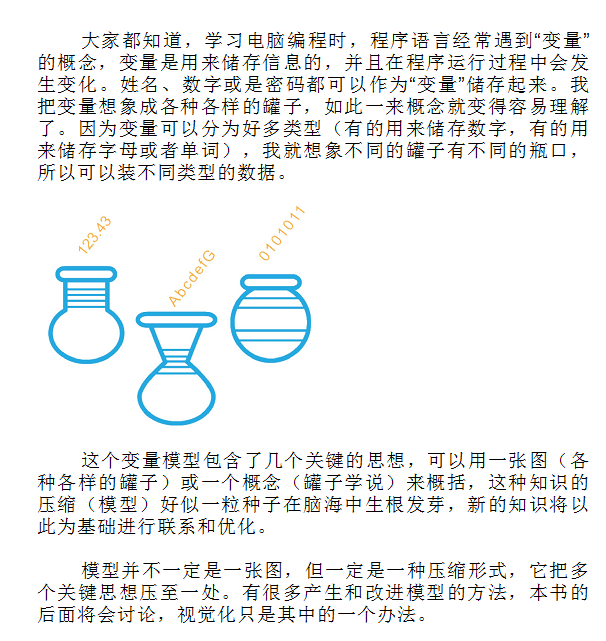 大家都知道，学习电脑编程时，程序语言经常遇到“变量”
的概念，变量是用来储存信息的，并且在程序运行过程中会发
生变化。姓名、数字或是密码都可以作为“变量”储存起来。我
把变量想象成各种各样的罐子，如此一来概念就变得容易理解
了。因为变量可以分为好多类型（有的用来储存数字，有的用
来储存字母或者单词），我就想象不同的罐子有不同的瓶口，
所以可以装不同类型的数据。
123.43
AbcdefG
0101011
这个变量模型包含了几个关键的思想，可以用一张图（各
种各样的罐子）或一个概念（罐子学说）来概括，这种知识的
压缩（模型）好似一粒种子在脑海中生根发芽，新的知识将以
此为基础进行联系和优化。
模型并不一定是一张图，但一定是一种压缩形式，它把多
个关键思想压至一处。有很多产生和改进模型的方法，本书的
后面将会讨论，视觉化只是其中的一个办法。